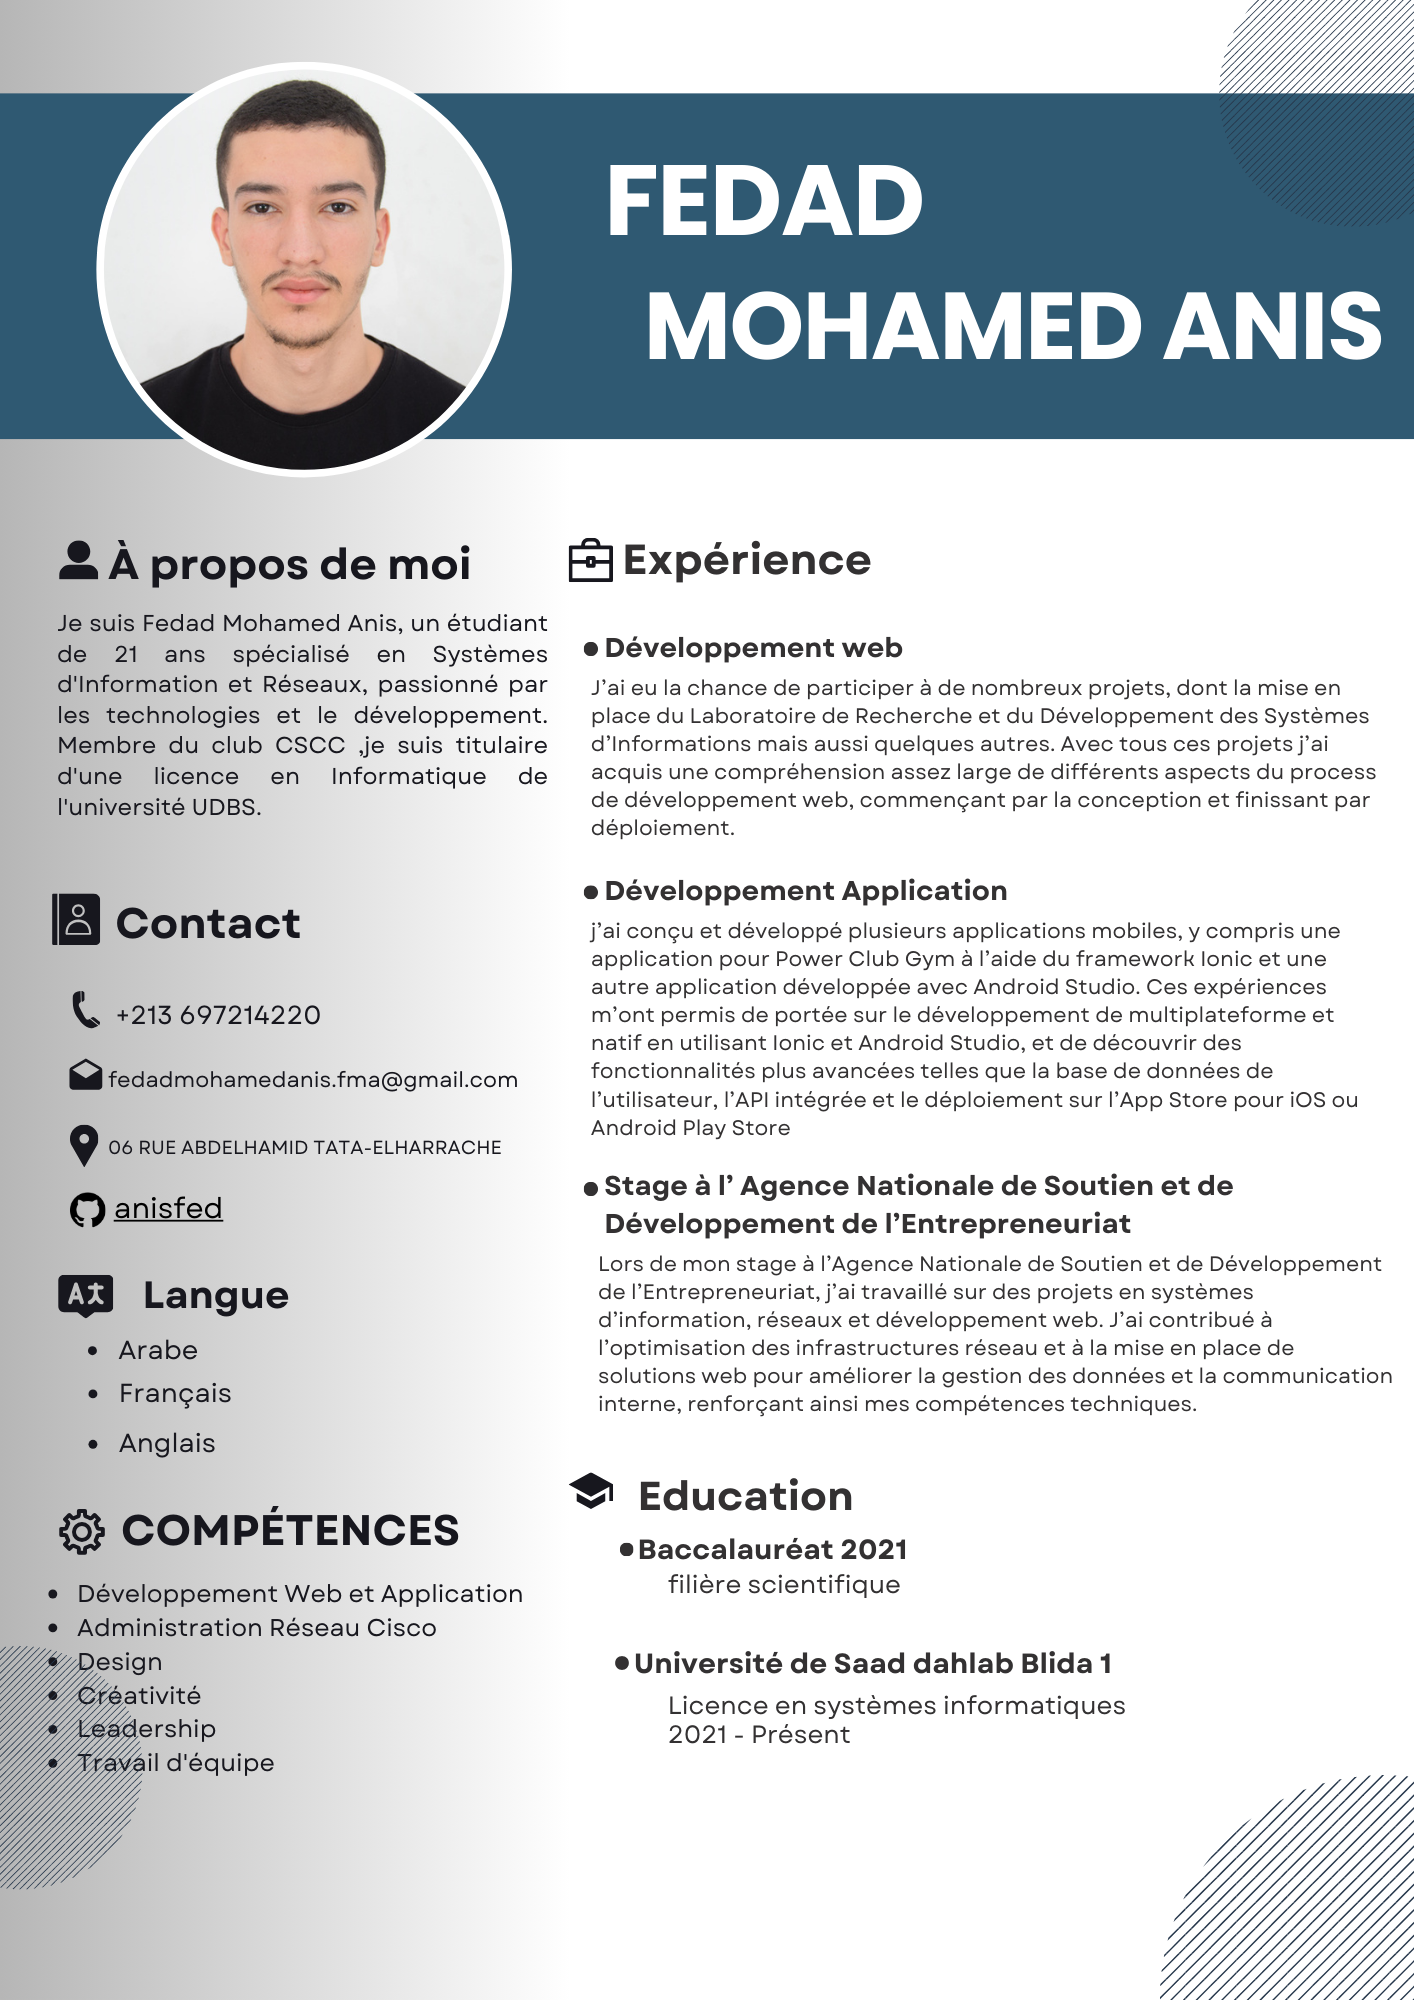 FEDAD
MOHAMED ANIS
À propos de moi
Je suis Fedad Mohamed Anis, un étudiant
de 21 ans spécialisé en Systèmes
d'Information et Réseaux, passionné par
les technologies et le développement.
Membre du club CSCC ,je suis titulaire
d'une licence en Informatique de
l'université UDBS.
Contact
+213 697214220
fedadmohamedanis.fma@gmail.com
06 RUE ABDELHAMID TATA-ELHARRACHE
anisfed
Langue
• Arabe
• Français
• Anglais
COMPÉTENCES
• Développement Web et Application
• Administration Réseau Cisco
• Design
• Créativité
• Leadership
• Travail d'équipe
Expérience
• Développement web
J’ai eu la chance de participer à de nombreux projets, dont la mise en
place du Laboratoire de Recherche et du Développement des Systèmes
d’Informations mais aussi quelques autres. Avec tous ces projets j’ai
acquis une compréhension assez large de différents aspects du process
de développement web, commençant par la conception et finissant par
déploiement.
• Développement Application
j’ai conçu et développé plusieurs applications mobiles, y compris une
application pour Power Club Gym à l’aide du framework Ionic et une
autre application développée avec Android Studio. Ces expériences
m’ont permis de portée sur le développement de multiplateforme et
natif en utilisant Ionic et Android Studio, et de découvrir des
fonctionnalités plus avancées telles que la base de données de
l’utilisateur, l’API intégrée et le déploiement sur l’App Store pour iOS ou
Android Play Store
• Stage à l’ Agence Nationale de Soutien et de
Développement de l’Entrepreneuriat
Lors de mon stage à l’Agence Nationale de Soutien et de Développement
de l’Entrepreneuriat, j’ai travaillé sur des projets en systèmes
d’information, réseaux et développement web. J’ai contribué à
l’optimisation des infrastructures réseau et à la mise en place de
solutions web pour améliorer la gestion des données et la communication
interne, renforçant ainsi mes compétences techniques.
Education
• Baccalauréat 2021
filière scientifique
• Université de Saad dahlab Blida 1
Licence en systèmes informatiques
2021 - Présent